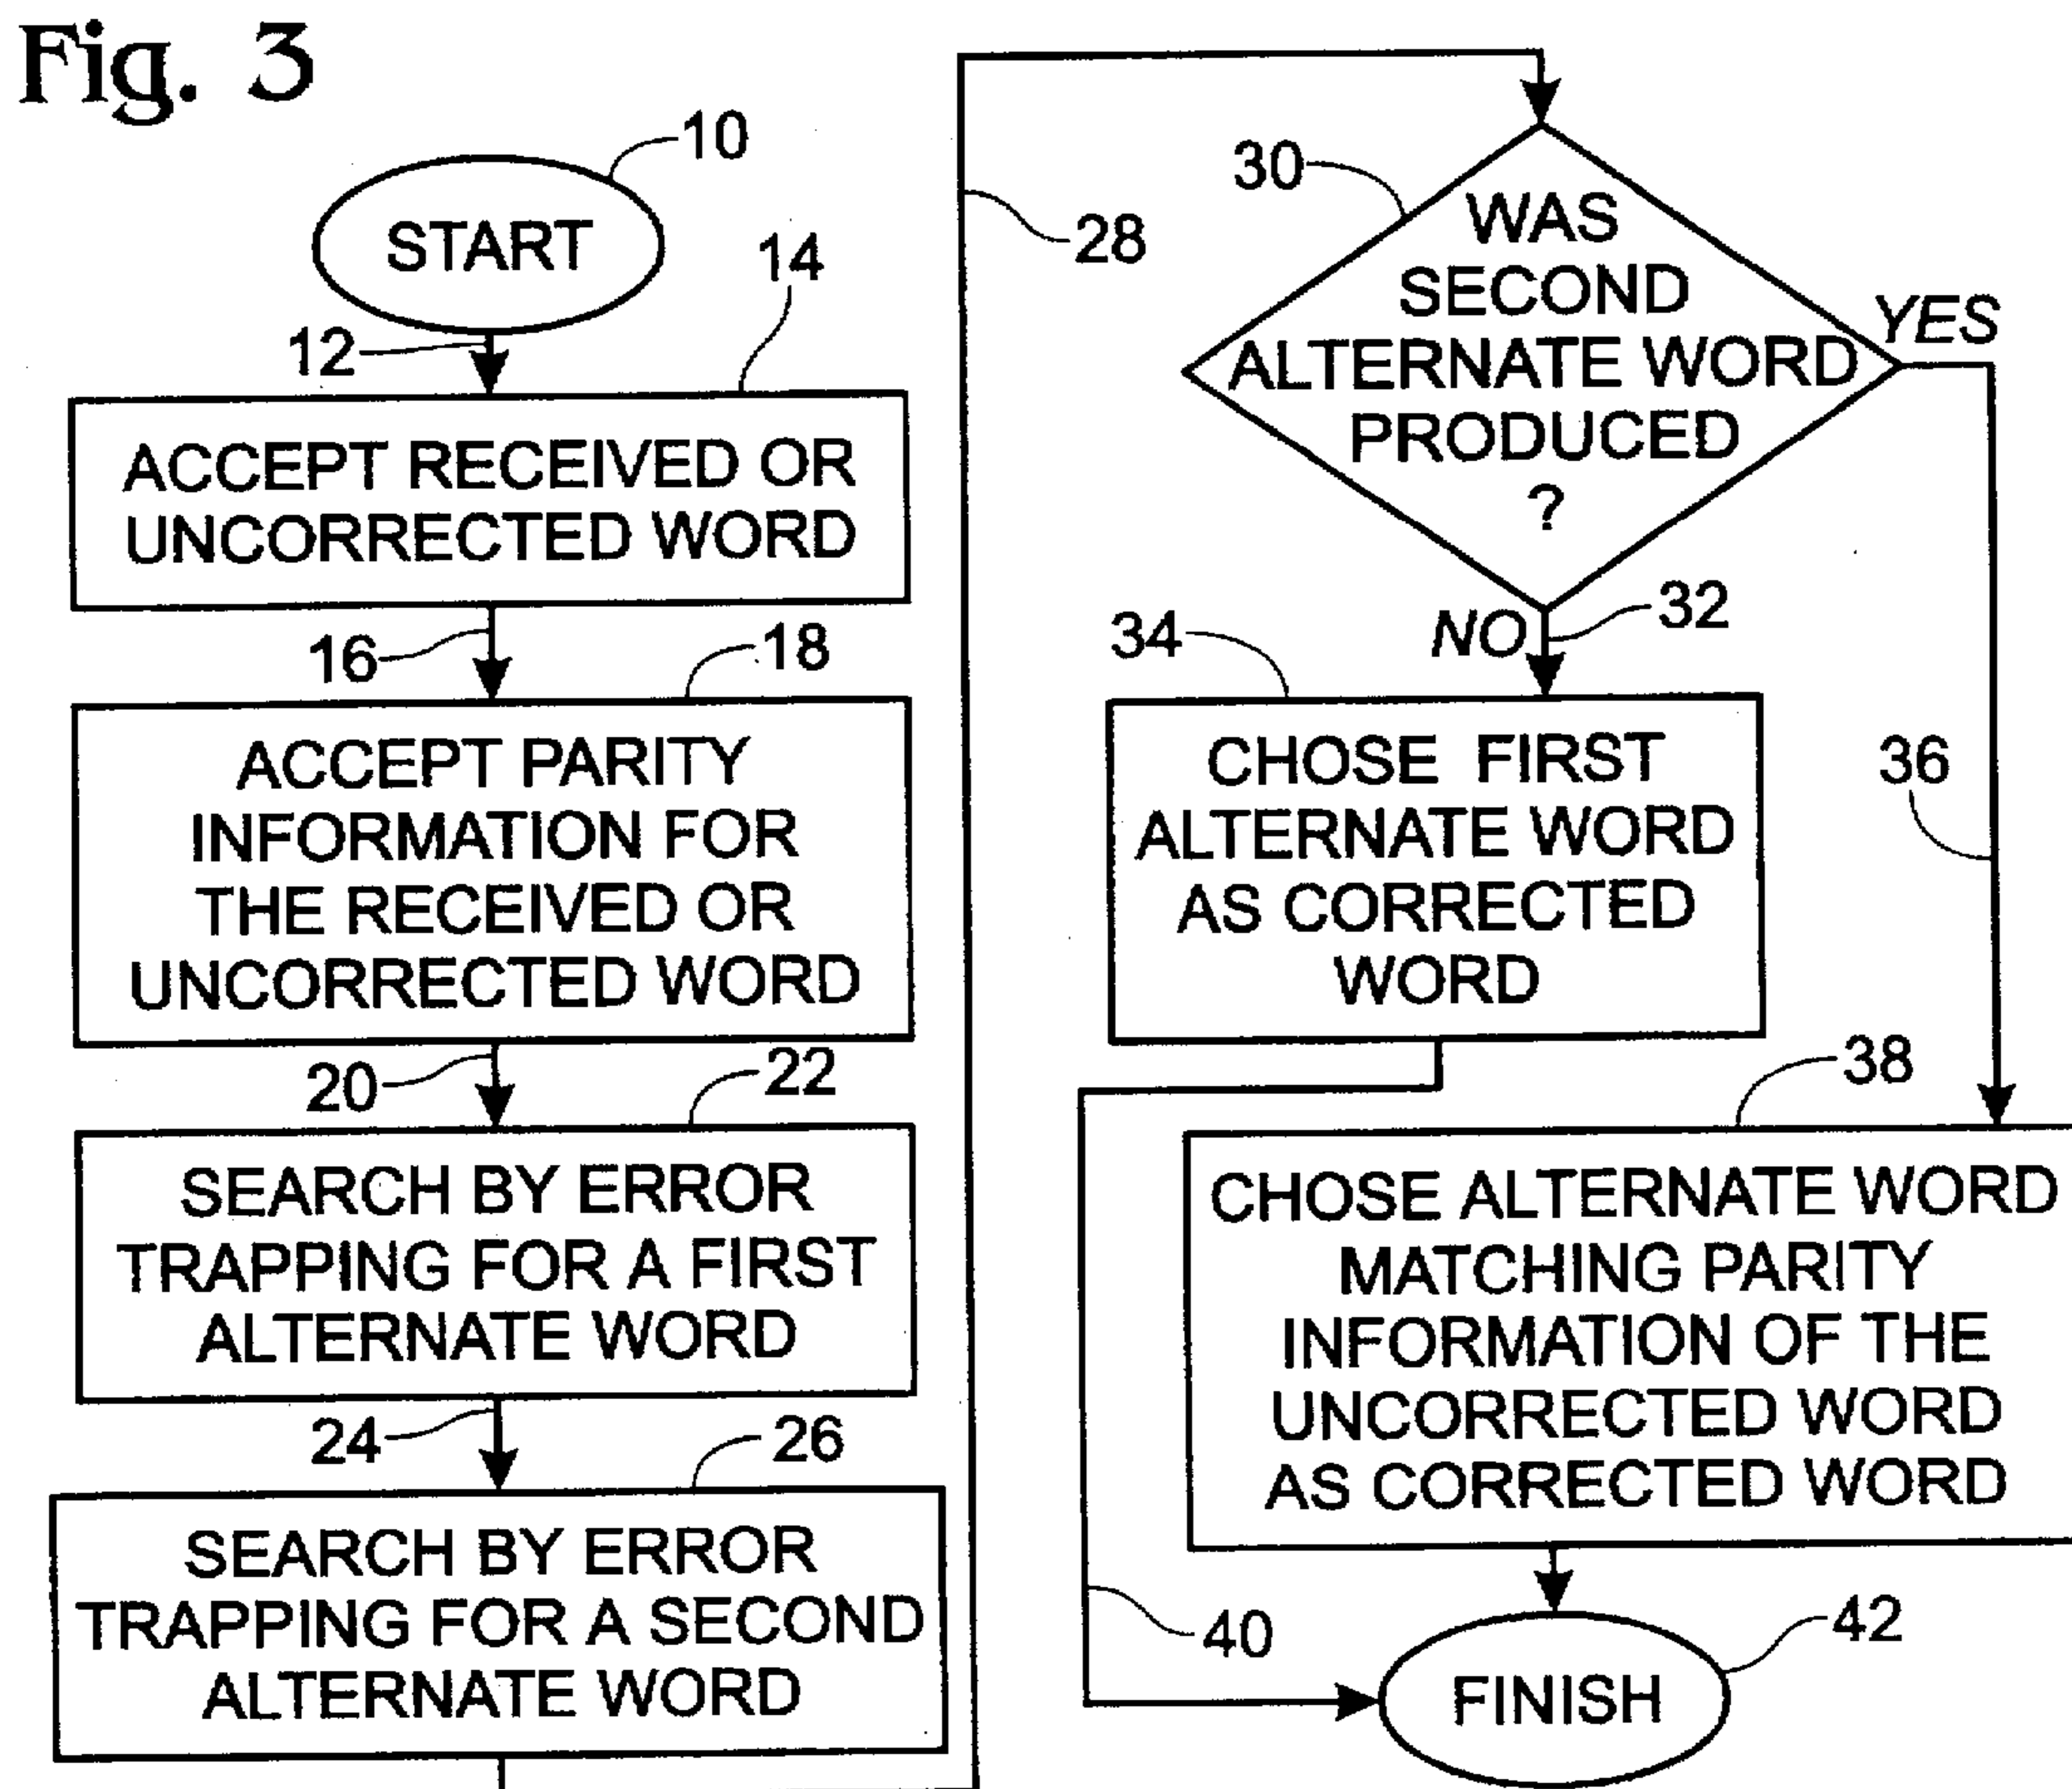 Fig. 3
10
START
12
14
ACCEPT RECEIVED OR
UNCORRECTED WORD
16
18
ACCEPT PARITY
INFORMATION FOR
THE RECEIVED OR
UNCORRECTED WORD
20
22
SEARCH BY ERROR
TRAPPING FOR A FIRST
ALTERNATE WORD
24
26
SEARCH BY ERROR
TRAPPING FOR A SECOND
ALTERNATE WORD
28
30
WAS
SECOND
ALTERNATE WORD
PRODUCED
?
YES
NO
32
34
CHOSE FIRST
ALTERNATE WORD
AS CORRECTED
WORD
36
38
CHOSE ALTERNATE WORD
MATCHING PARITY
INFORMATION OF THE
UNCORRECTED WORD
AS CORRECTED WORD
40
42
FINISH